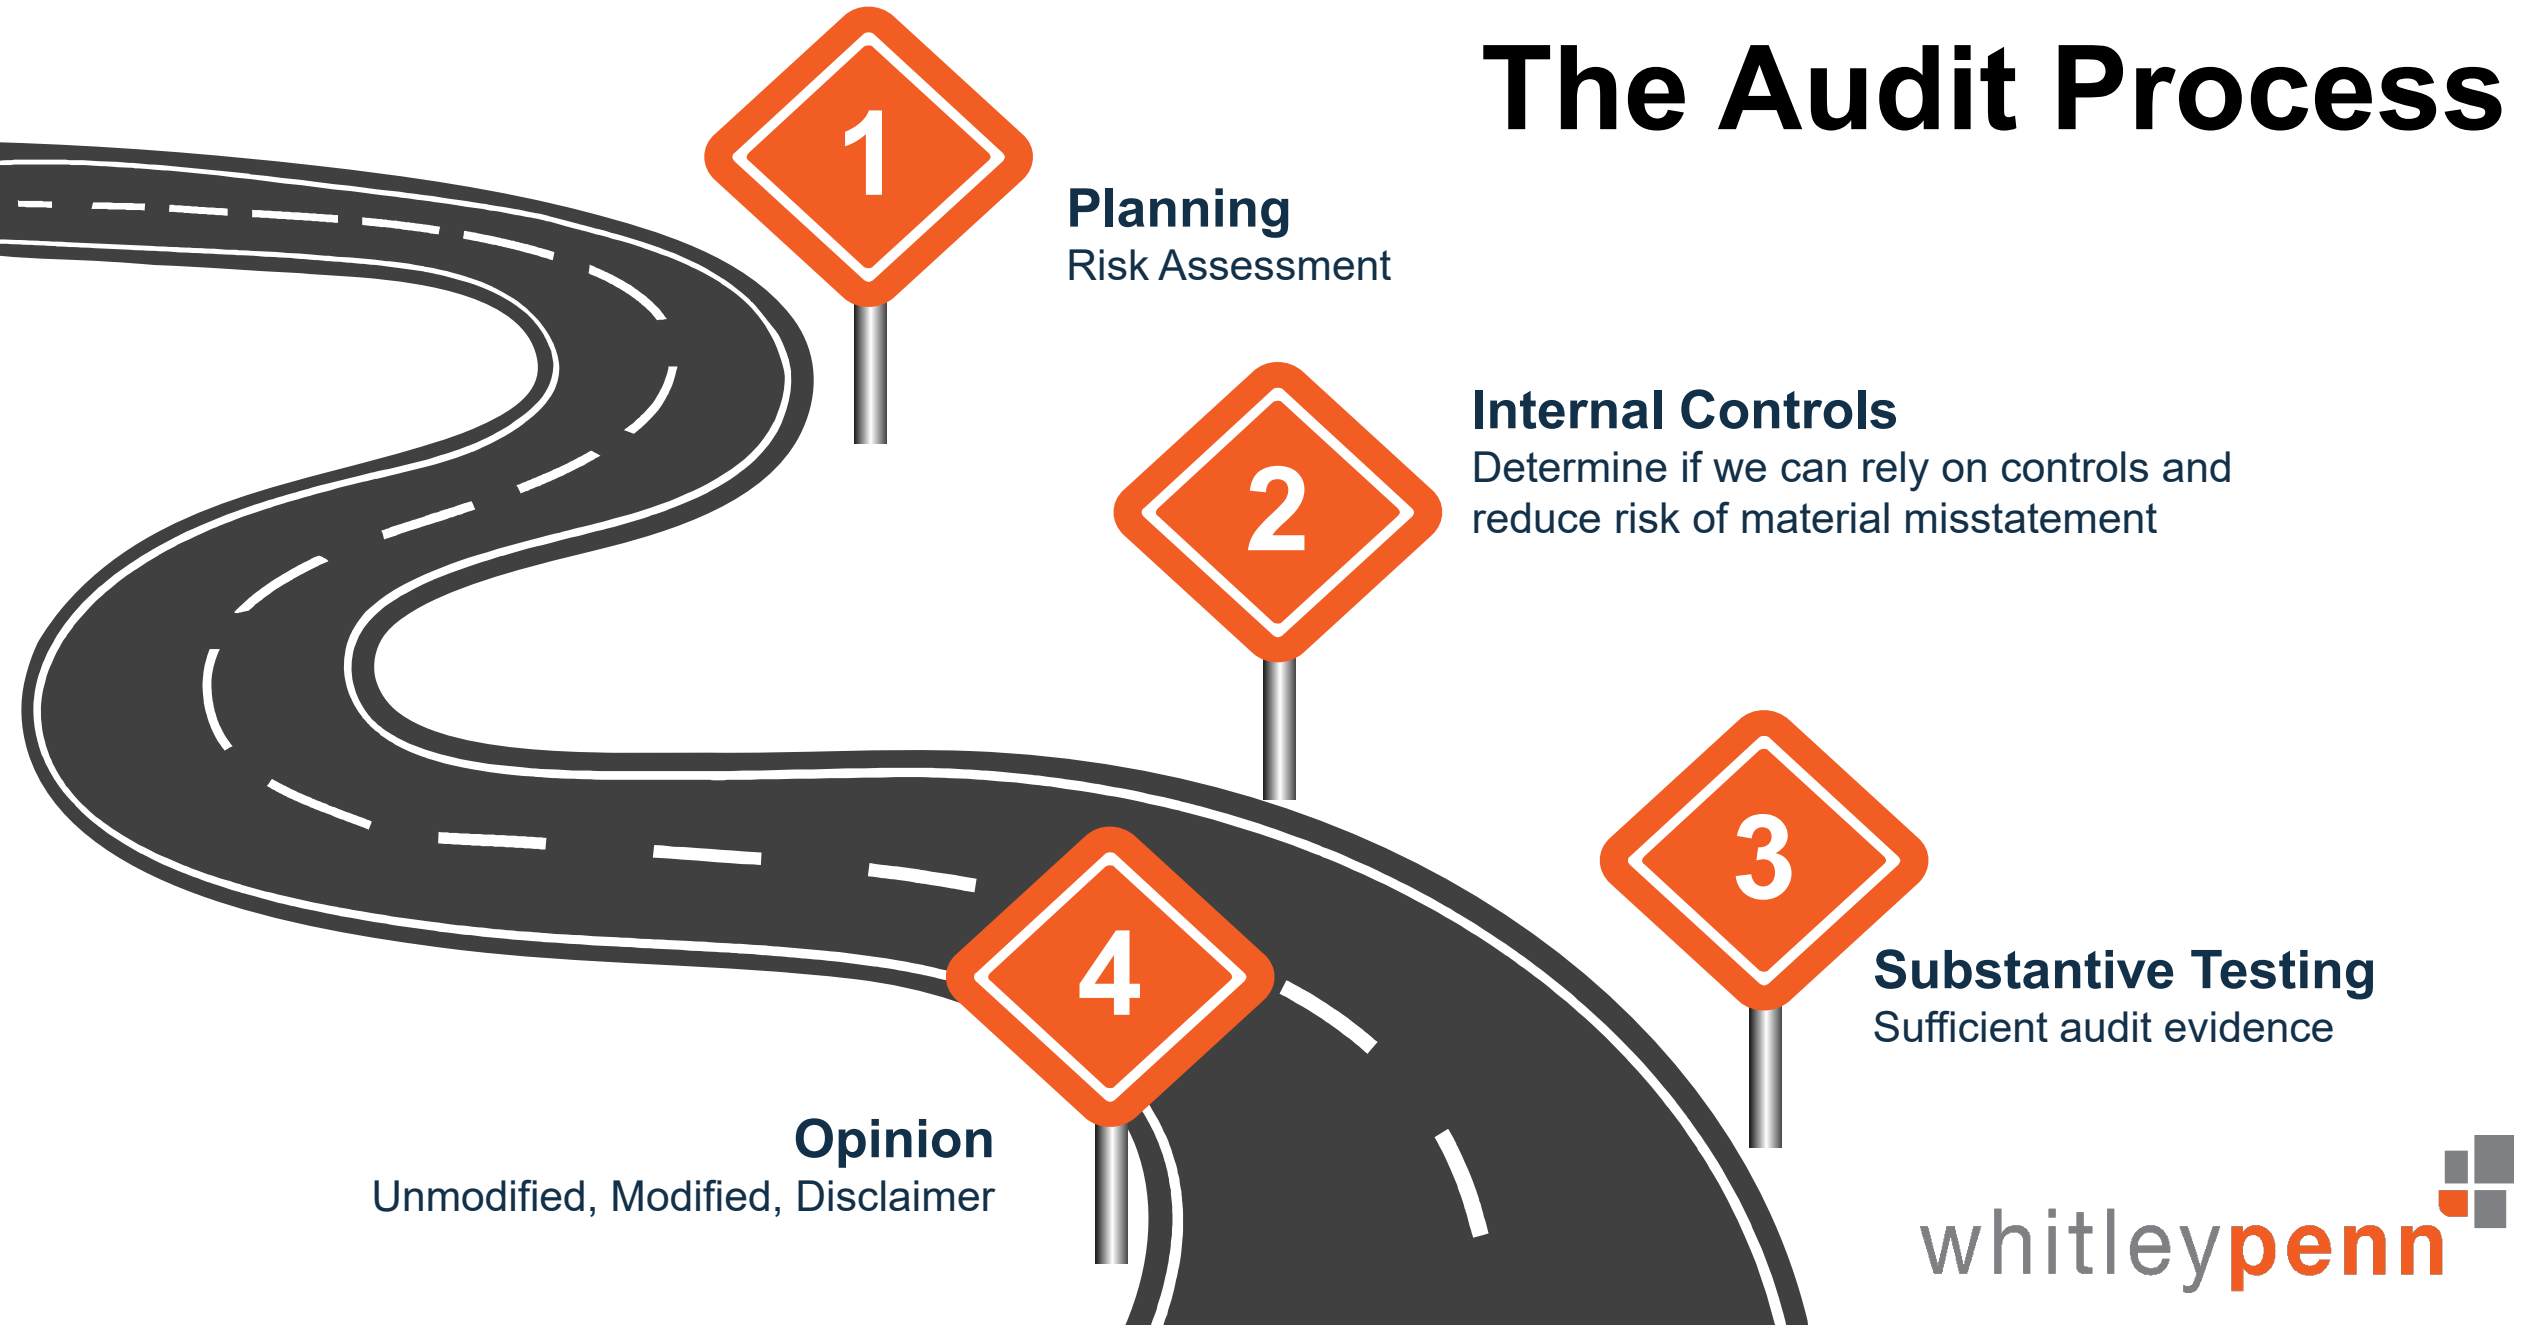 The Audit Process
1
Planning
Risk Assessment
2
Internal Controls
Determine if we can rely on controls and
reduce risk of material misstatement
3
Substantive Testing
Sufficient audit evidence
4
Opinion
Unmodified, Modified, Disclaimer
whitleypenn